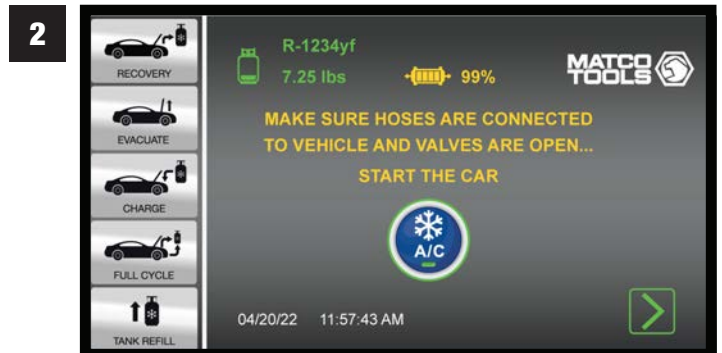 2
RECOVERY
EVACUATE
CHARGE
FULL CYCLE
TANK REFILL
R-1234yf
7.25 lbs
99%
MATCO
TOOLS
MAKE SURE HOSES ARE CONNECTED
TO VEHICLE AND VALVES ARE OPEN...
START THE CAR
A/C
04/20/22 11:57:43 AM